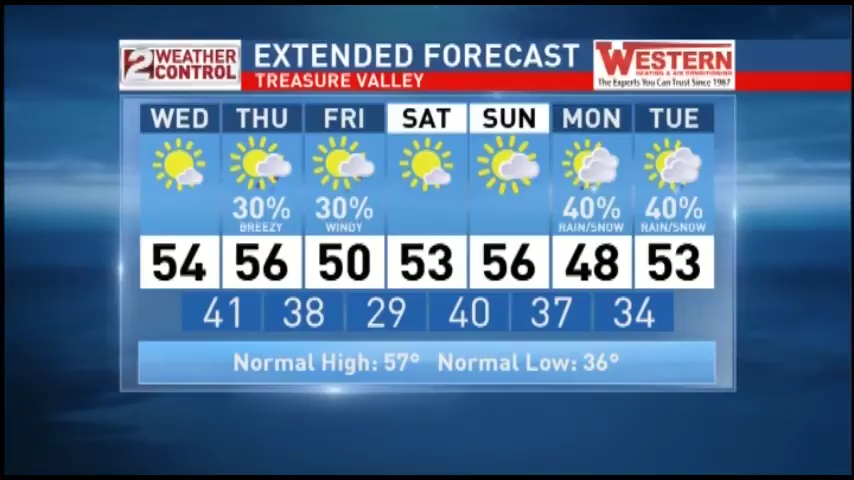 2 WEATHER CONTROL
EXTENDED FORECAST
TREASURE VALLEY
WESTERN
HEATING & AIR CONDITIONING
The Experts You Can Trust Since 1967
WED THU FRI SAT SUN MON TUE
30% 30% 40% 40%
BREEZY WINDY RAIN/SNOW RAIN/SNOW
54 56 50 53 56 48 53
41 38 29 40 37 34
Normal High: 57° Normal Low: 36°